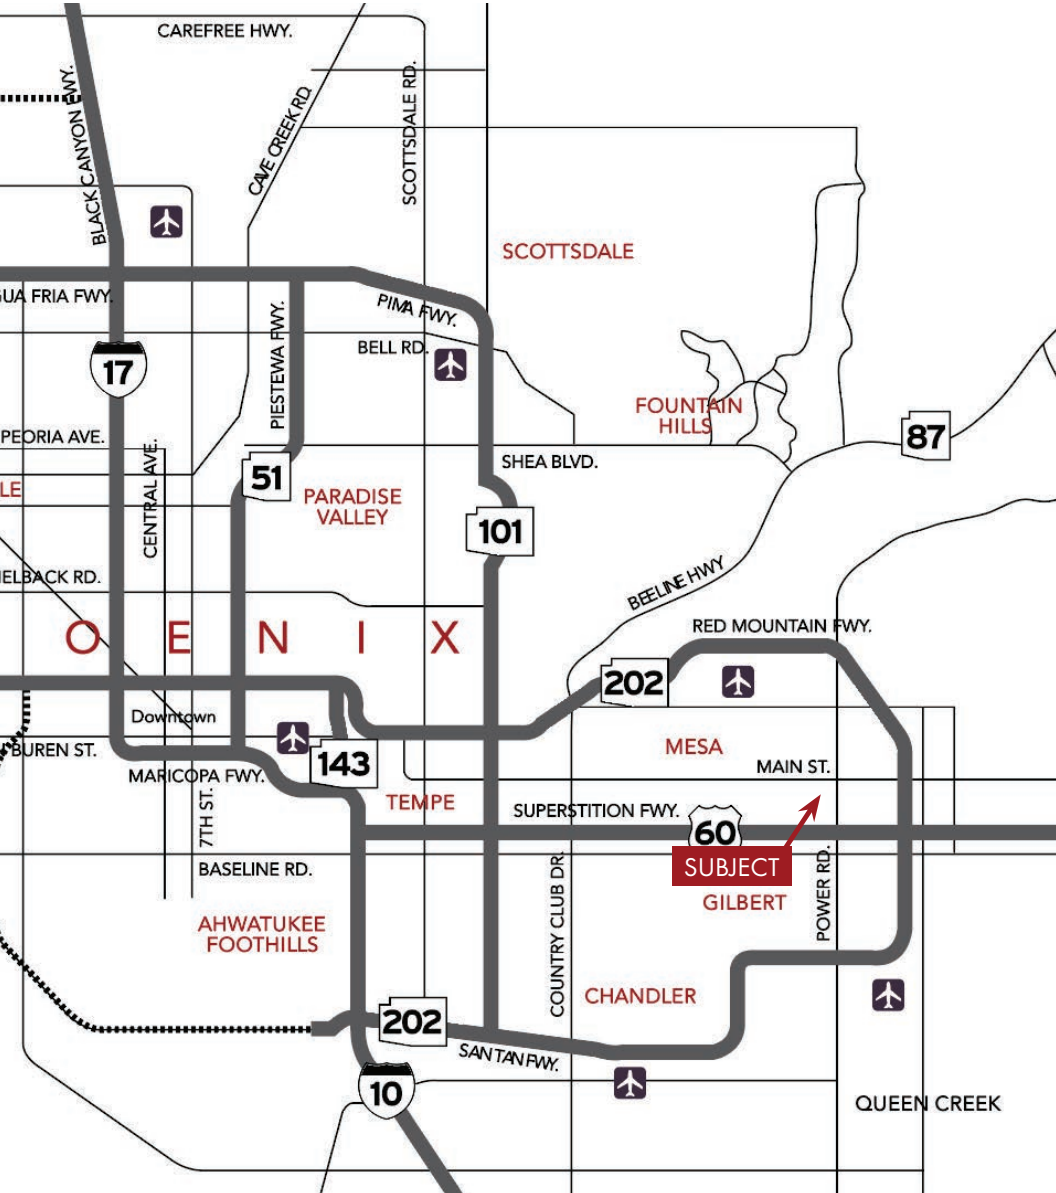 CAREFREE HWY.
BLACK CANYON FWY.
CAVE CREEK RD.
SCOTTSDALE RD.
SCOTTSDALE
GUA FRIA FWY.
PIMA FWY.
PIESTEWA FWY.
BELL RD.
17
FOUNTAIN
HILLS
87
PEORIA AVE.
CENTRAL AVE.
SHEA BLVD.
51
LE
PARADISE
VALLEY
101
ELBACK RD.
BEELINE HWY
O E N I X
RED MOUNTAIN FWY.
202
Downtown
BUREN ST.
143
MESA
MAIN ST.
MARICOPA FWY.
TEMPE
7TH ST.
SUPERSTITION FWY.
60
SUBJECT
BASELINE RD.
POWER RD.
GILBERT
AHWATUKEE
FOOTHILLS
COUNTRY CLUB DR.
CHANDLER
202
SANTAN FWY.
10
QUEEN CREEK